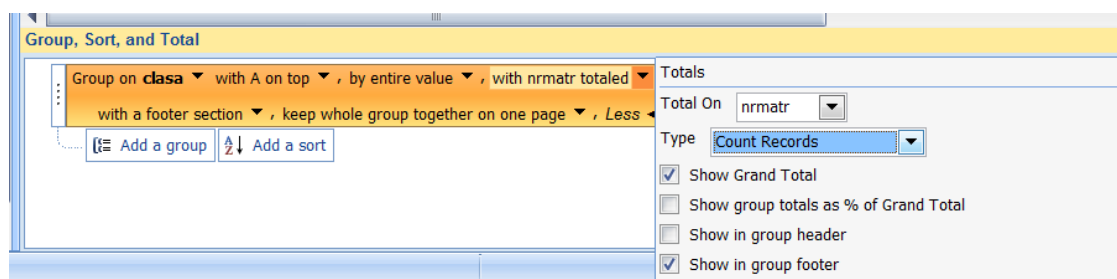 Group, Sort, and Total
Group on clasa with A on top , by entire value , with nrmatr totaled
with a footer section , keep whole group together on one page , Less
Add a group Add a sort
Totals
Total On nrmatr
Type Count Records
Show Grand Total
Show group totals as % of Grand Total
Show in group header
Show in group footer